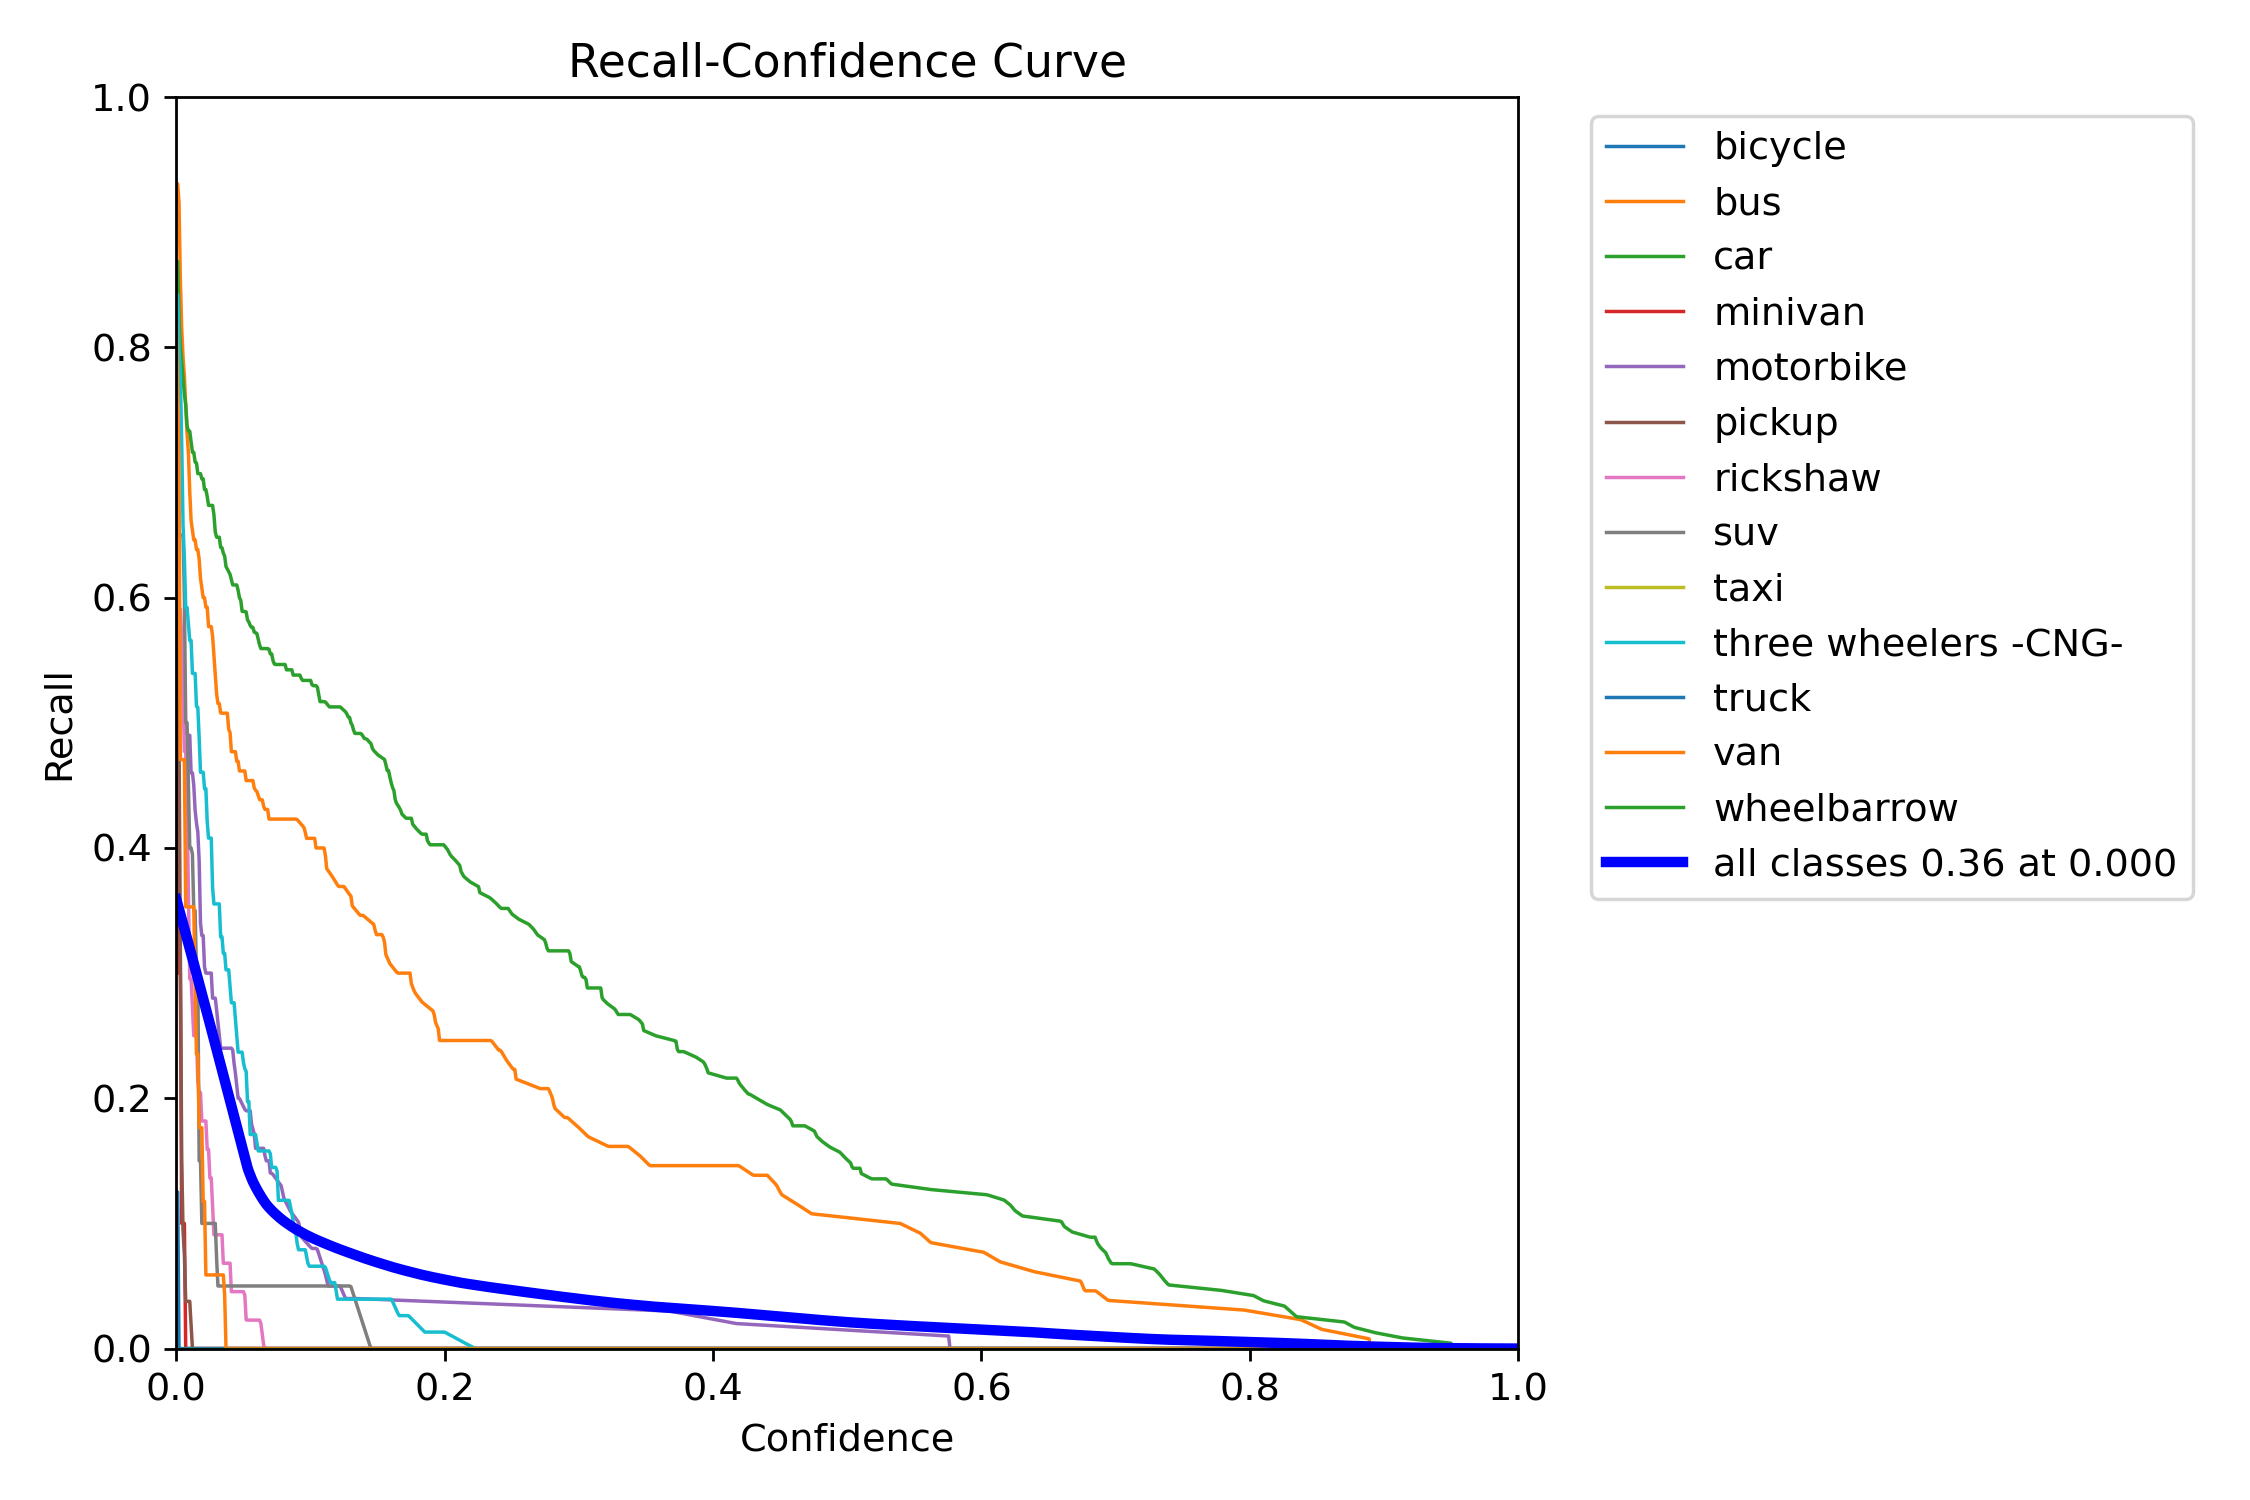 Recall-Confidence Curve
1.0
0.8
0.6
0.4
0.2
0.0
Recall
0.0 0.2 0.4 0.6 0.8 1.0
Confidence
bicycle
bus
car
minivan
motorbike
pickup
rickshaw
suv
taxi
three wheelers -CNG-
truck
van
wheelbarrow
all classes 0.36 at 0.000